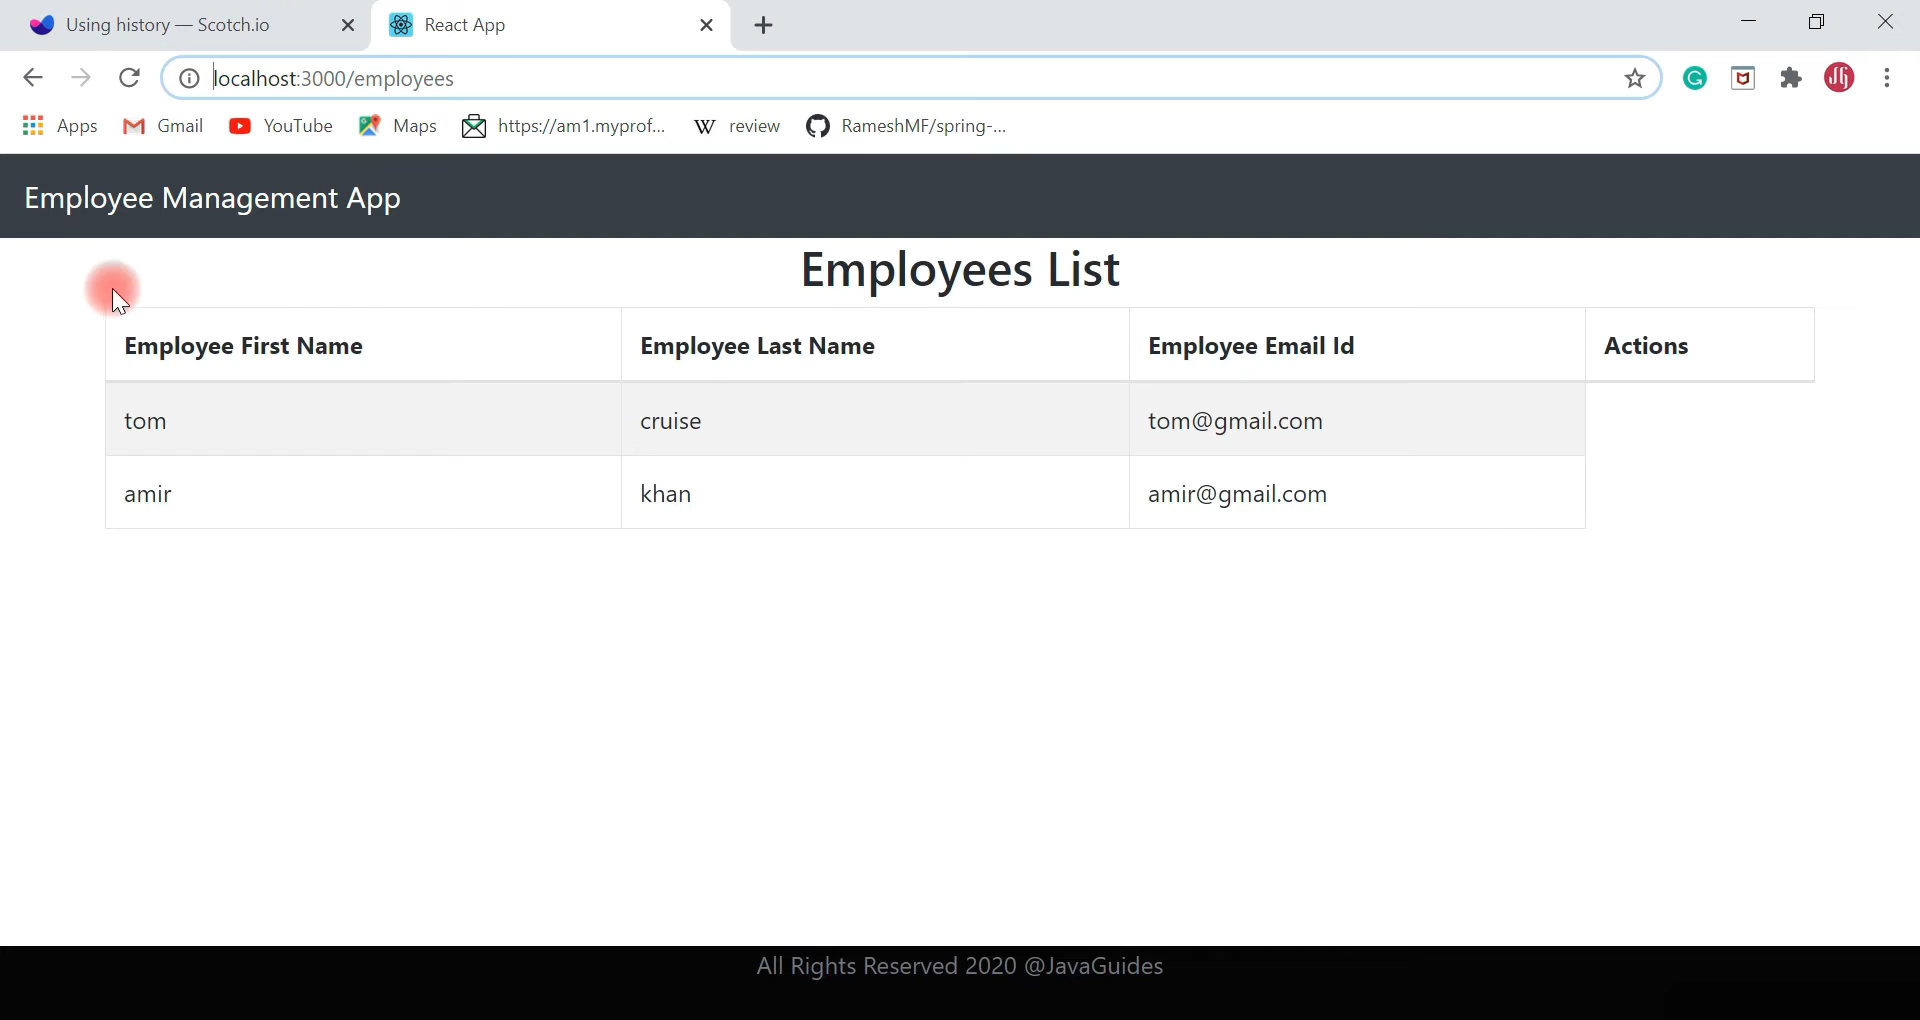 Using history — Scotch.io
React App
localhost:3000/employees
Apps Gmail YouTube Maps https://am1.myprof... W review RameshMF/spring-...
Employee Management App
Employees List
Employee First Name Employee Last Name Employee Email Id Actions
tom cruise tom@gmail.com
amir khan amir@gmail.com
All Rights Reserved 2020 @JavaGuides